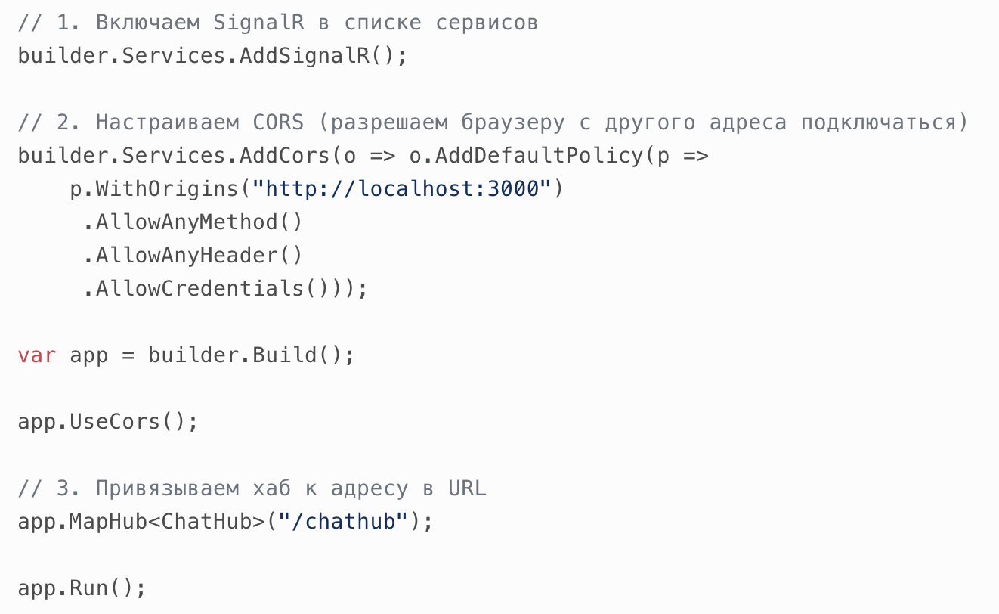 // 1. Включаем SignalR в списке сервисов
builder.Services.AddSignalR();

// 2. Настраиваем CORS (разрешаем браузеру с другого адреса подключаться)
builder.Services.AddCors(o => o.AddDefaultPolicy(p =>
    p.WithOrigins("http://localhost:3000")
     .AllowAnyMethod()
     .AllowAnyHeader()
     .AllowCredentials()));

var app = builder.Build();

app.UseCors();

// 3. Привязываем хаб к адресу в URL
app.MapHub<ChatHub>("/chathub");

app.Run();